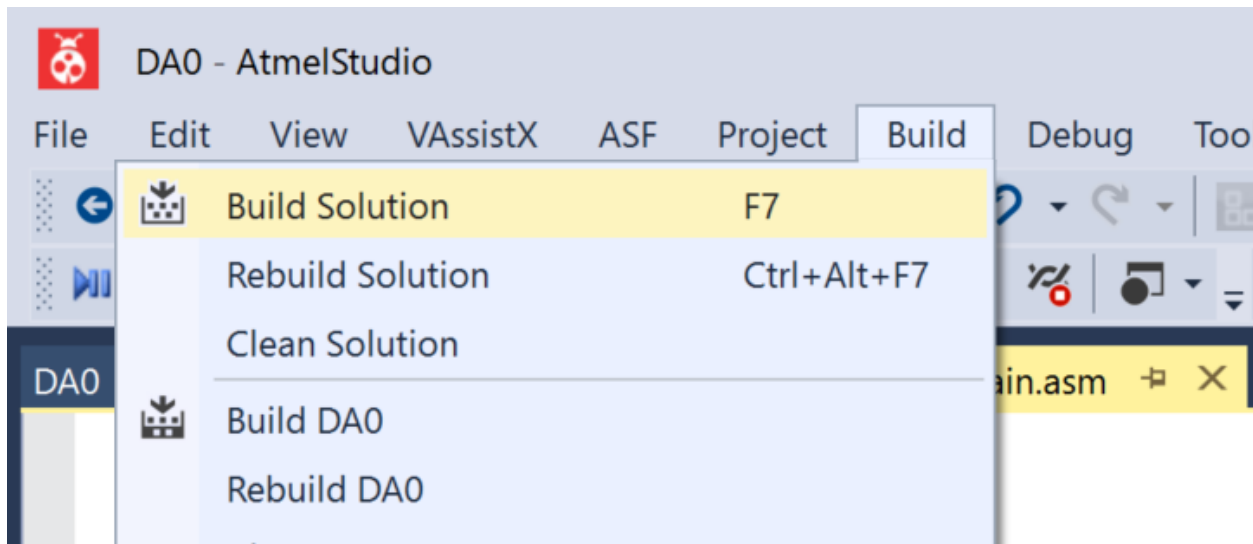 DA0 - AtmelStudio
File Edit View VAssistX ASF Project Build Debug Too
Build Solution F7
Rebuild Solution Ctrl+Alt+F7
Clean Solution
DA0 ain.asm
Build DA0
Rebuild DA0